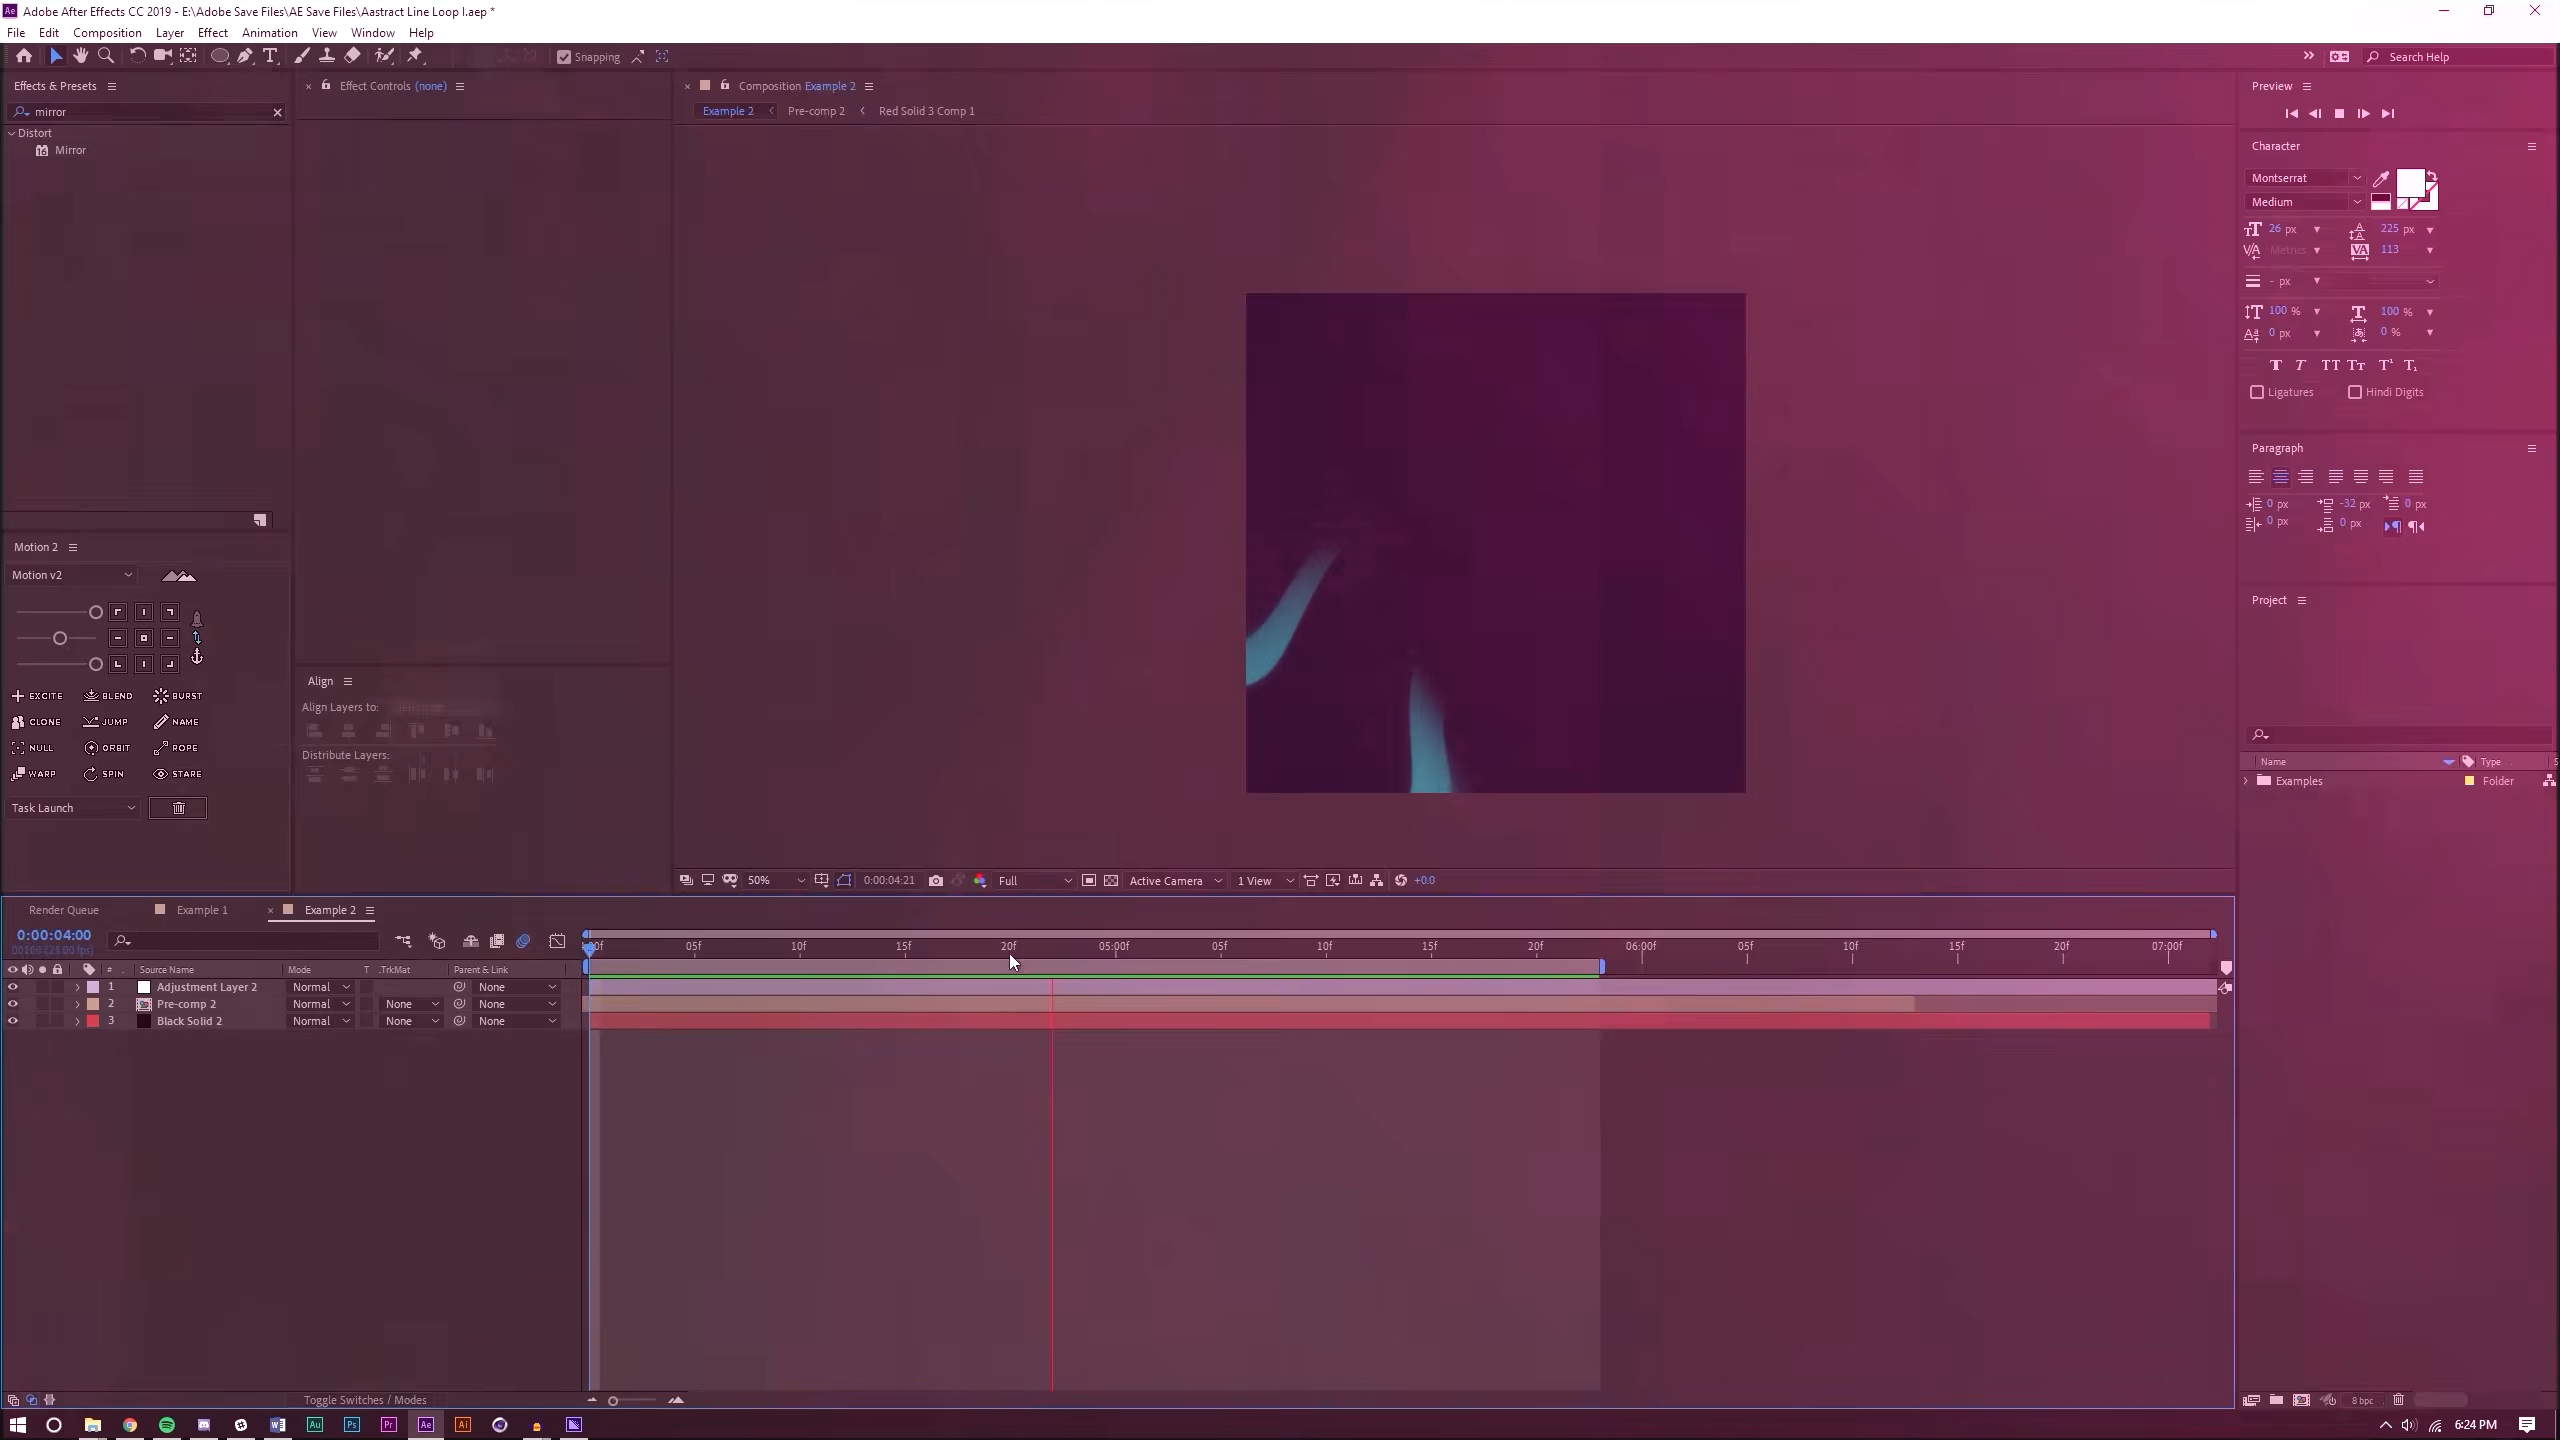 Adobe After Effects CC 2019 - E:\Adobe Save Files\AE Save Files\Aastract Line Loop I.aep *
File Edit Composition Layer Effect Animation View Window Help
Snapping
Search Help
Effects & Presets
mirror
Distort
Mirror
Effect Controls (none)
Composition Example 2
Example 2 Pre-comp 2 Red Solid 3 Comp 1
Preview
Character
Montserrat
Medium
26 px 225 px
Metrics 113
- px
100 % 100 %
0 px 0 %
Ligatures Hindi Digits
Paragraph
0 px -32 px 0 px
0 px 0 px
Project
Name Type
Examples Folder
8 bpc
Motion 2
Motion v2
EXCITE BLEND BURST
CLONE JUMP NAME
NULL ORBIT ROPE
WARP SPIN STARE
Task Launch
Align
Align Layers to:
Distribute Layers:
50% 0:00:04:21 Full Active Camera 1 View +0.0
Render Queue Example 1 Example 2
0:00:04:00
05f 10f 15f 20f 05:00f 05f 10f 15f 20f 06:00f 05f 10f 15f 20f 07:00f
# Source Name Mode T .TrkMat Parent & Link
1 Adjustment Layer 2 Normal None
2 Pre-comp 2 Normal None None
3 Black Solid 2 Normal None None
Toggle Switches / Modes
Au Ps Pr Ae Ai
6:24 PM